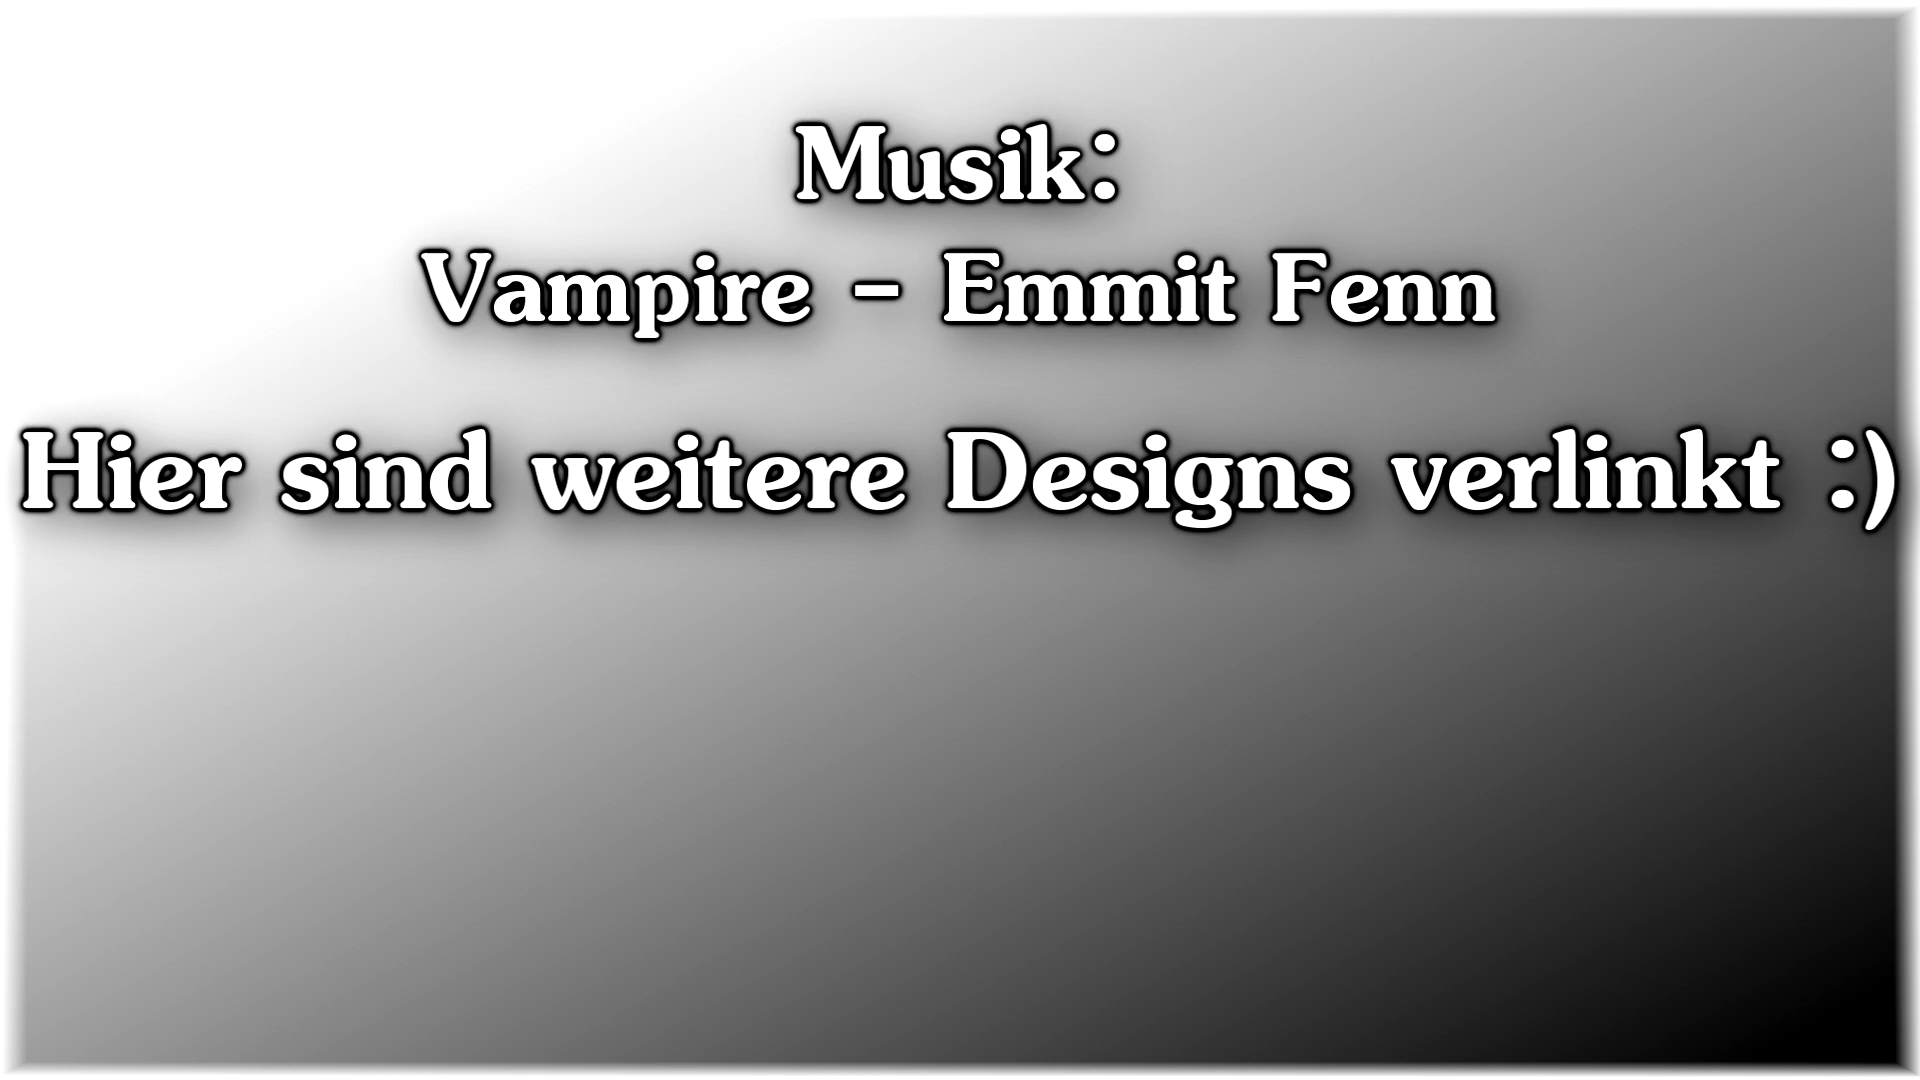 Musik:
Vampire - Emmit Fenn
Hier sind weitere Designs verlinkt :)